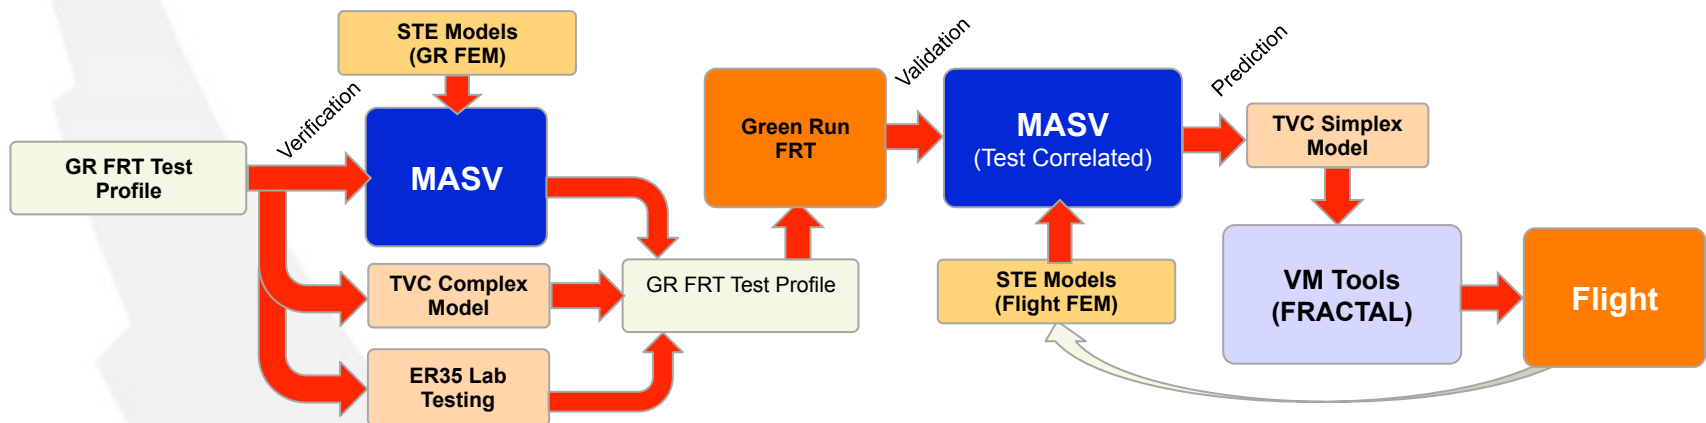 STE Models
(GR FEM)
Verification
GR FRT Test
Profile
MASV
TVC Complex
Model
ER35 Lab
Testing
GR FRT Test Profile
Green Run
FRT
Validation
MASV
(Test Correlated)
STE Models
(Flight FEM)
Prediction
TVC Simplex
Model
VM Tools
(FRACTAL)
Flight